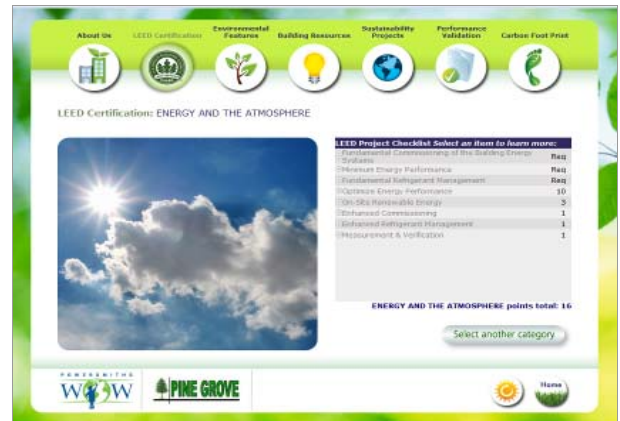 About Us
LEED Certification
Environmental
Features
Building Resources
Sustainability
Projects
Performance
Validation
Carbon Foot Print
LEED Certification: ENERGY AND THE ATMOSPHERE
LEED Project Checklist Select an item to learn more:
Fundamental Commissioning of the Building Energy
Systems Req
Minimum Energy Performance Req
Fundamental Refrigerant Management Req
Optimize Energy Performance 10
On-Site Renewable Energy 3
Enhanced Commissioning 1
Enhanced Refrigerant Management 1
Measurement & Verification 1
ENERGY AND THE ATMOSPHERE points total: 16
Select another category
POWERSMITHS
WOW
PINE GROVE
Home